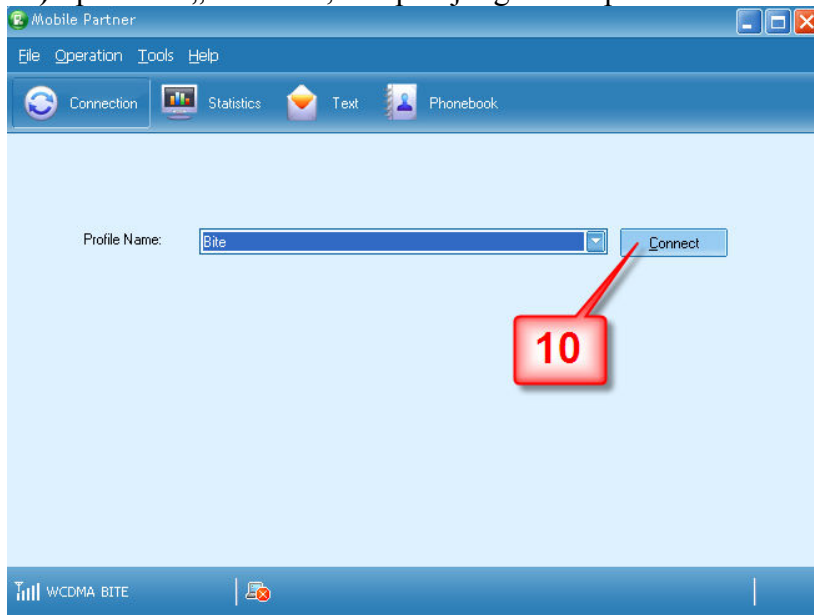 Mobile Partner
File Operation Tools Help
Connection Statistics Text Phonebook
Profile Name: Bite Connect
10
WCDMA BITE